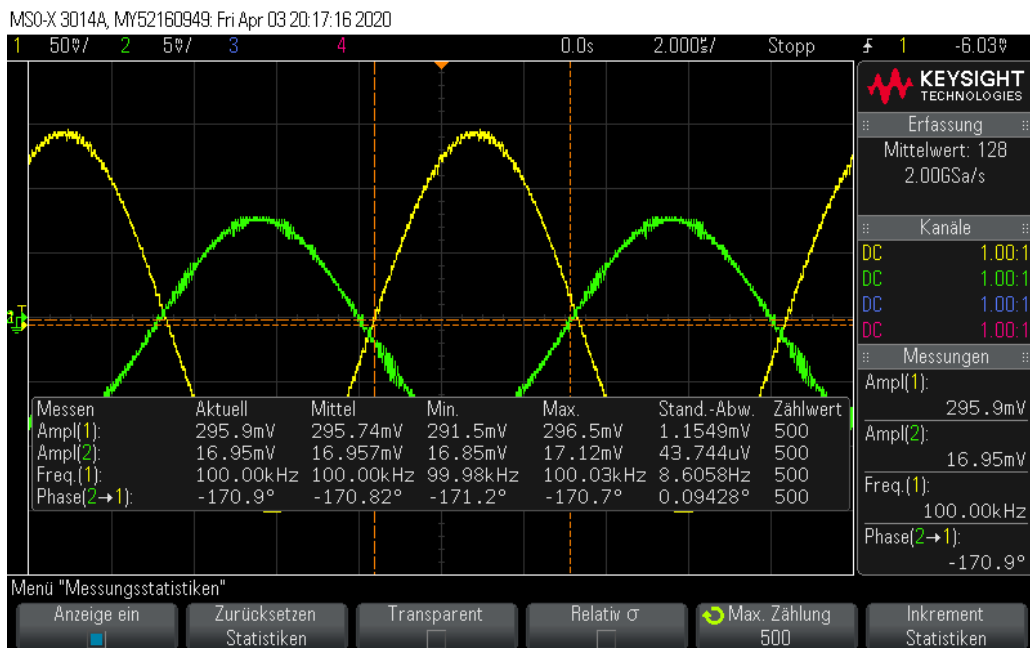 MSO-X 3014A, MY52160949: Fri Apr 03 20:17:16 2020
1 50mV/ 2 5mV/ 3 4 0.0s 2.000us/ Stopp 1 -6.03mV
KEYSIGHT
TECHNOLOGIES
Erfassung
Mittelwert: 128
2.00GSa/s
Kanäle
DC 1.00:1
DC 1.00:1
DC 1.00:1
DC 1.00:1
Messungen
Ampl(1):
295.9mV
Ampl(2):
16.95mV
Freq.(1):
100.00kHz
Phase(2→1):
-170.9°
Messen Aktuell Mittel Min. Max. Stand.-Abw. Zählwert
Ampl(1): 295.9mV 295.74mV 291.5mV 296.5mV 1.1549mV 500
Ampl(2): 16.95mV 16.957mV 16.85mV 17.12mV 43.744uV 500
Freq.(1): 100.00kHz 100.00kHz 99.98kHz 100.03kHz 8.6058Hz 500
Phase(2→1): -170.9° -170.82° -171.2° -170.7° 0.09428° 500
Menü "Messungsstatistiken"
Anzeige ein
Zurücksetzen
Statistiken
Transparent
Relativ σ
Max. Zählung
500
Inkrement
Statistiken